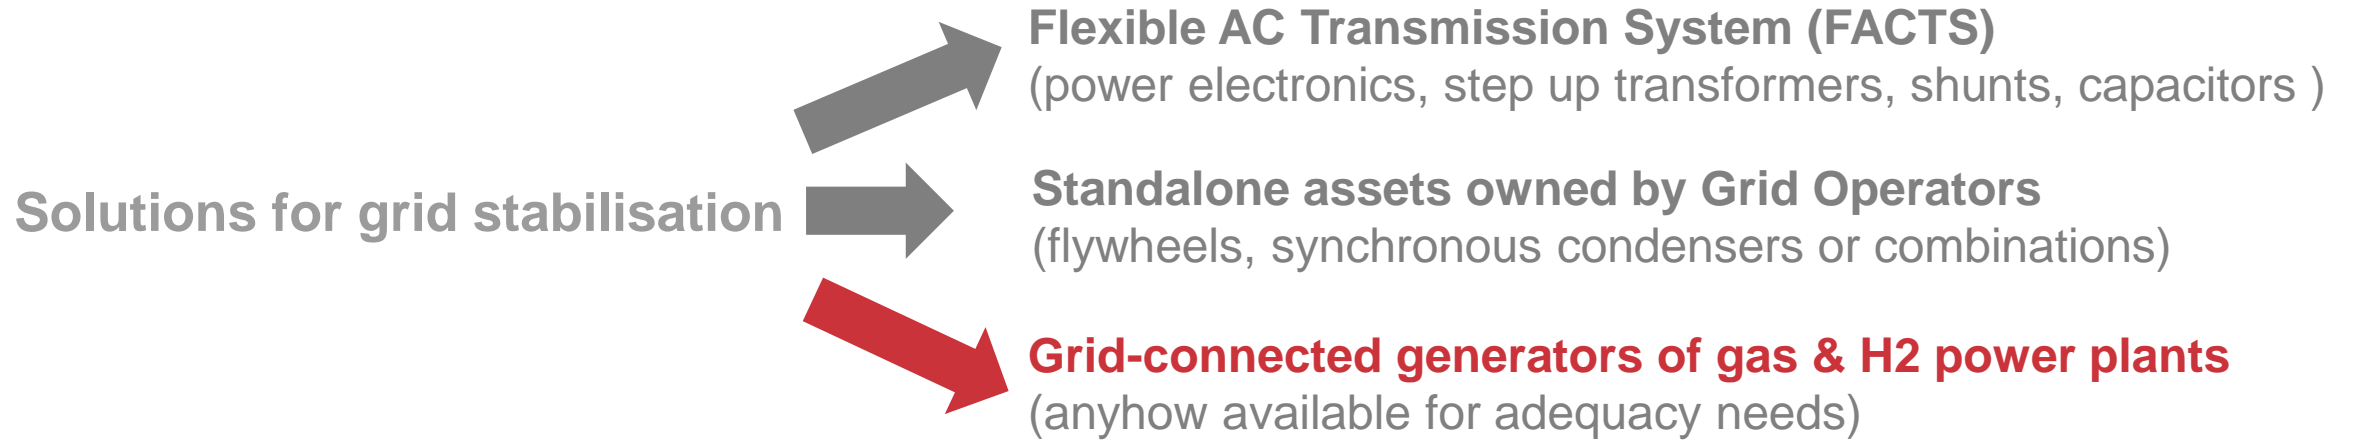 Flexible AC Transmission System (FACTS)
(power electronics, step up transformers, shunts, capacitors )
Solutions for grid stabilisation
Standalone assets owned by Grid Operators
(flywheels, synchronous condensers or combinations)
Grid-connected generators of gas & H2 power plants
(anyhow available for adequacy needs)